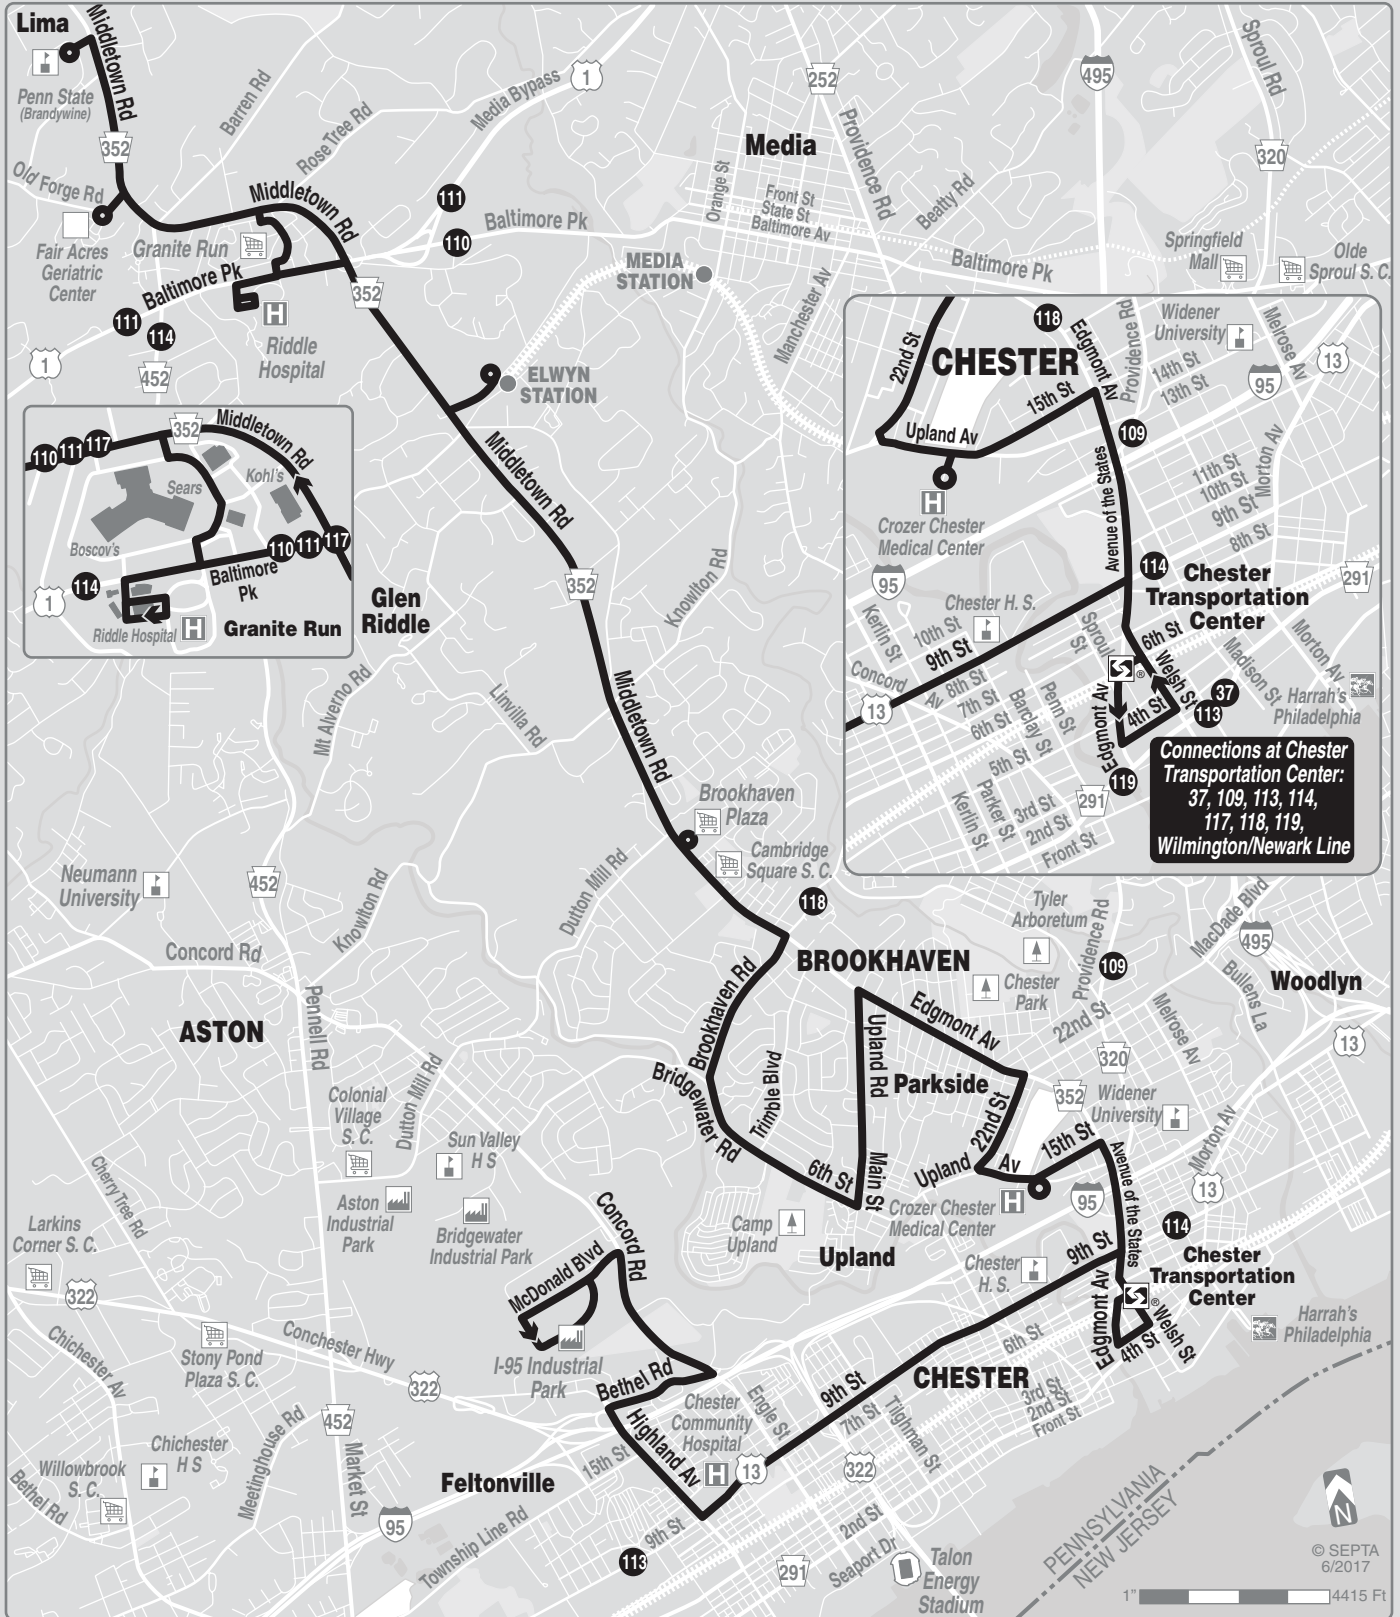 Lima
Middletown Rd
Penn State
(Brandywine)
352
Old Forge Rd
Fair Acres
Geriatric
Center
Barren Rd
Rose Tree Rd
Media Bypass
1
Middletown Rd
Granite Run
Baltimore Pk
111
110
Baltimore Pk
111
114
1
452
H
Riddle
Hospital
352
MEDIA
STATION
ELWYN
STATION
Media
252
Providence Rd
Orange St
Front St
State St
Baltimore Av
Beatty Rd
Manchester Av
Baltimore Pk
495
Sproul Rd
320
Springfield
Mall
Olde
Sproul S. C.
352
Middletown Rd
110
111
117
Sears
Kohl's
Boscov's
110
111
117
Baltimore
Pk
114
1
Riddle Hospital
H
Granite Run
Glen
Riddle
Middletown Rd
352
Knowlton Rd
Mt Alverno Rd
Linvilla Rd
Middletown Rd
Brookhaven
Plaza
Cambridge
Square S. C.
118
22nd St
CHESTER
118
Edgmont Av
Providence Rd
Widener
University
Melrose Av
13
14th St
13th St
95
15th St
Upland Av
H
Crozer Chester
Medical Center
109
Avenue of the States
11th St
10th St
9th St
8th St
Morton Av
95
Chester H. S.
Kerlin St
10th St
9th St
Concord
Av
13
8th St
7th St
6th St
5th St
Barclay St
Penn St
Sproul
St
114
Chester
Transportation
Center
291
6th St
Welsh St
Madison St
Morton Av
®
Edgmont Av
4th St
37
113
Harrah's
Philadelphia
119
291
Parker St
Kerlin St
3rd St
2nd St
Front St
Connections at Chester
Transportation Center:
37, 109, 113, 114,
117, 118, 119,
Wilmington/Newark Line
Neumann
University
452
Knowlton Rd
Dutton Mill Rd
Concord Rd
Pennell Rd
ASTON
BROOKHAVEN
Tyler
Arboretum
Chester
Park
Providence Rd
109
MacDade Blvd
495
Bullens La
Woodlyn
13
Brookhaven Rd
Bridgewater Rd
Trimble Blvd
Upland Rd
Edgmont Av
Parkside
22nd St
22nd St
Melrose Av
320
352
Widener
University
Morton Av
Colonial
Village
S. C.
Dutton Mill Rd
Sun Valley
H S
Aston
Industrial
Park
Bridgewater
Industrial Park
6th St
Main St
Upland
Av
15th St
Crozer Chester
Medical Center
H
95
13
Avenue of the States
114
Camp
Upland
Upland
Chester
H. S.
9th St
Chester
Transportation
Center
Edgmont Av
®
Welsh St
4th St
Harrah's
Philadelphia
Cherry Tree Rd
Larkins
Corner S. C.
322
Concord Rd
McDonald Blvd
I-95 Industrial
Park
Chichester Av
Stony Pond
Plaza S. C.
Conchester Hwy
322
Bethel Rd
Highland Av
Chester
Community
Hospital
H
Engle St
9th St
CHESTER
6th St
3rd St
2nd St
Front St
7th St
Tilghman St
13
322
Meetinghouse Rd
452
Market St
Chichester
H S
Willowbrook
S. C.
Bethel Rd
Feltonville
15th St
95
Township Line Rd
9th St
113
291
2nd St
Seaport Dr
Talon
Energy
Stadium
PENNSYLVANIA
NEW JERSEY
N
© SEPTA
6/2017
1"
4415 Ft